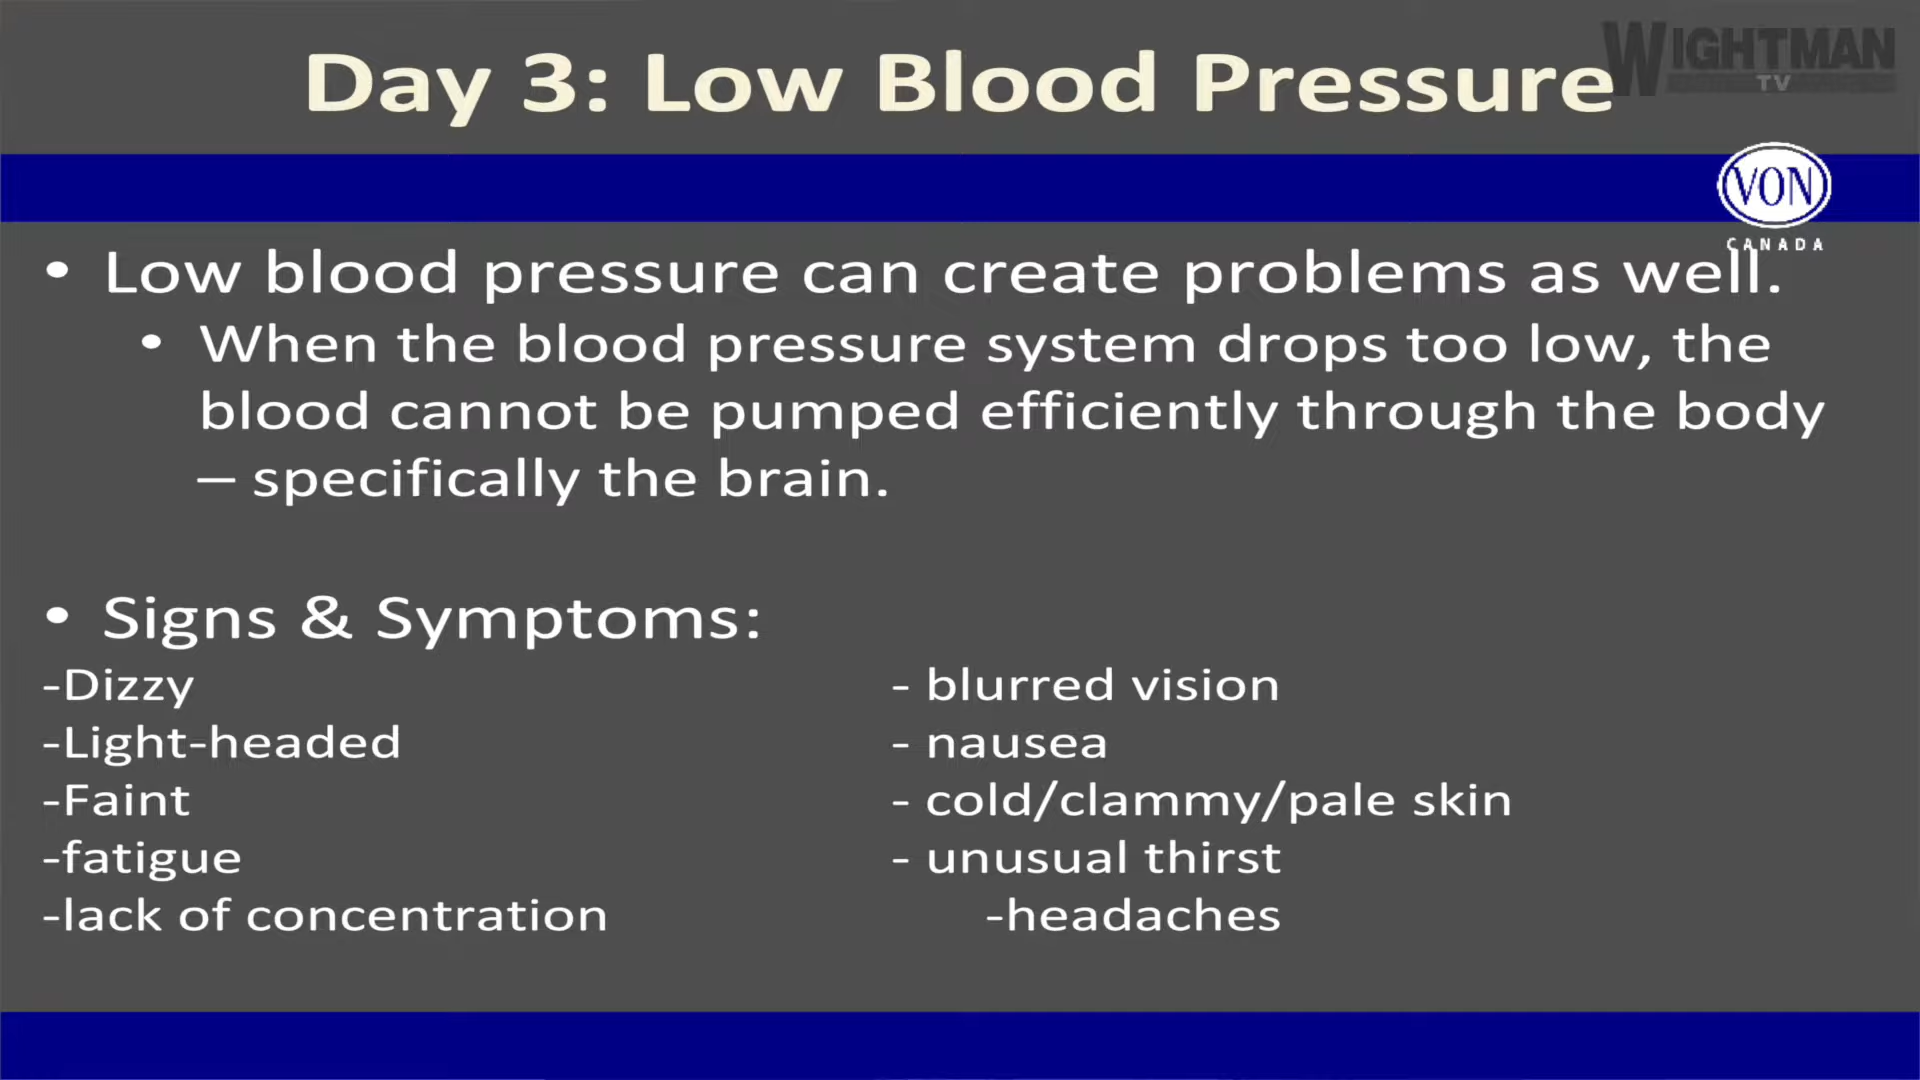 Day 3: Low Blood Pressure
WIGHTMAN
TV
VON
CANADA
• Low blood pressure can create problems as well.
• When the blood pressure system drops too low, the
blood cannot be pumped efficiently through the body
– specifically the brain.
• Signs & Symptoms:
-Dizzy - blurred vision
-Light-headed - nausea
-Faint - cold/clammy/pale skin
-fatigue - unusual thirst
-lack of concentration -headaches